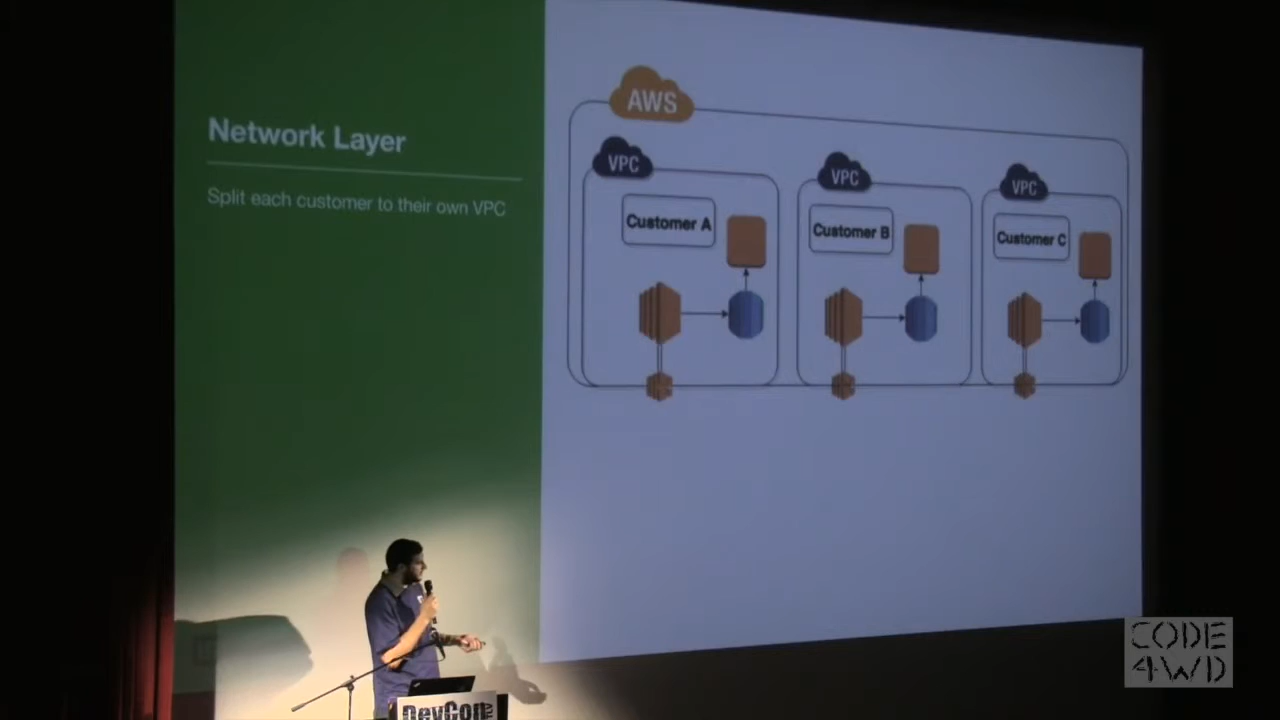 Network Layer
Split each customer to their own VPC
AWS
VPC
VPC
VPC
Customer A
Customer B
Customer C
DevCon
CODE
4WD